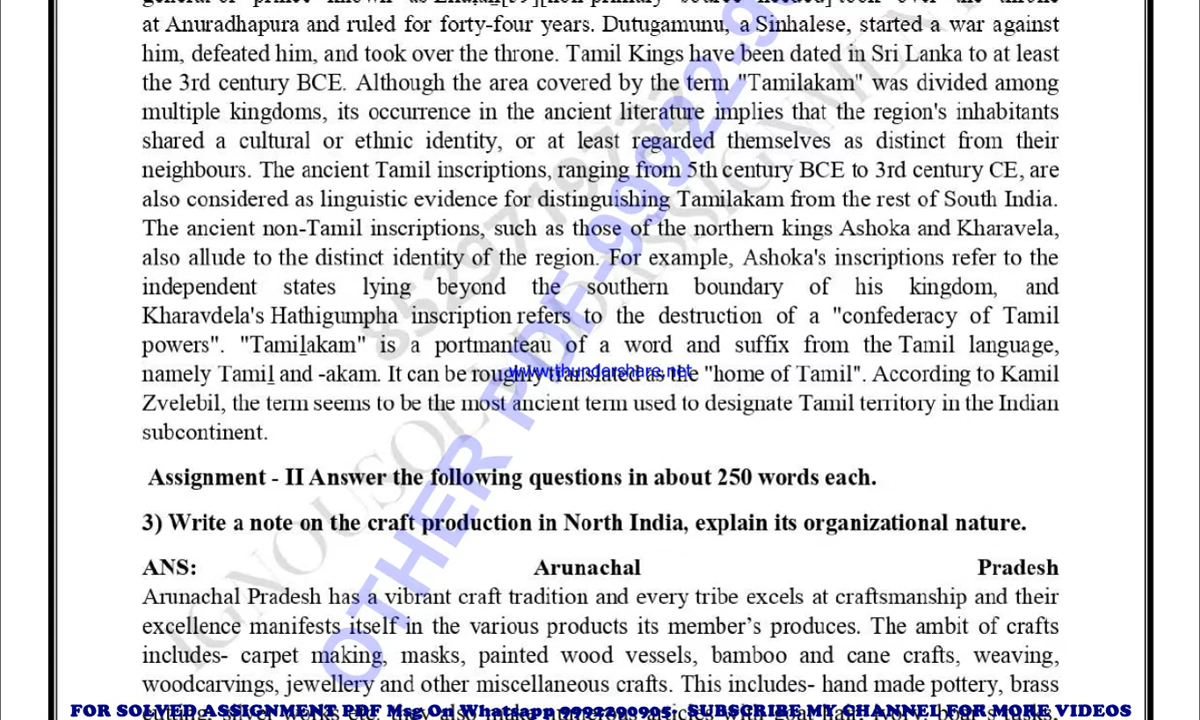 at Anuradhapura and ruled for forty-four years. Dutugamunu, a Sinhalese, started a war against
him, defeated him, and took over the throne. Tamil Kings have been dated in Sri Lanka to at least
the 3rd century BCE. Although the area covered by the term "Tamilakam" was divided among
multiple kingdoms, its occurrence in the ancient literature implies that the region's inhabitants
shared a cultural or ethnic identity, or at least regarded themselves as distinct from their
neighbours. The ancient Tamil inscriptions, ranging from 5th century BCE to 3rd century CE, are
also considered as linguistic evidence for distinguishing Tamilakam from the rest of South India.
The ancient non-Tamil inscriptions, such as those of the northern kings Ashoka and Kharavela,
also allude to the distinct identity of the region. For example, Ashoka's inscriptions refer to the
independent states lying beyond the southern boundary of his kingdom, and
Kharavdela's Hathigumpha inscription refers to the destruction of a "confederacy of Tamil
powers". "Tamiḻakam" is a portmanteau of a word and suffix from the Tamil language,
namely Tamiḻ and -akam. It can be roughly translated as the "home of Tamil". According to Kamil
www.thundershare.net
Zvelebil, the term seems to be the most ancient term used to designate Tamil territory in the Indian
subcontinent.
Assignment - II Answer the following questions in about 250 words each.
3) Write a note on the craft production in North India, explain its organizational nature.
ANS: Arunachal Pradesh
Arunachal Pradesh has a vibrant craft tradition and every tribe excels at craftsmanship and their
excellence manifests itself in the various products its member's produces. The ambit of crafts
includes- carpet making, masks, painted wood vessels, bamboo and cane crafts, weaving,
woodcarvings, jewellery and other miscellaneous crafts. This includes- hand made pottery, brass
FOR SOLVED ASSIGNMENT PDF Msg On Whatsapp 9992290905. SUBSCRIBE MY CHANNEL FOR MORE VIDEOS
OTHER PDF-99922-9